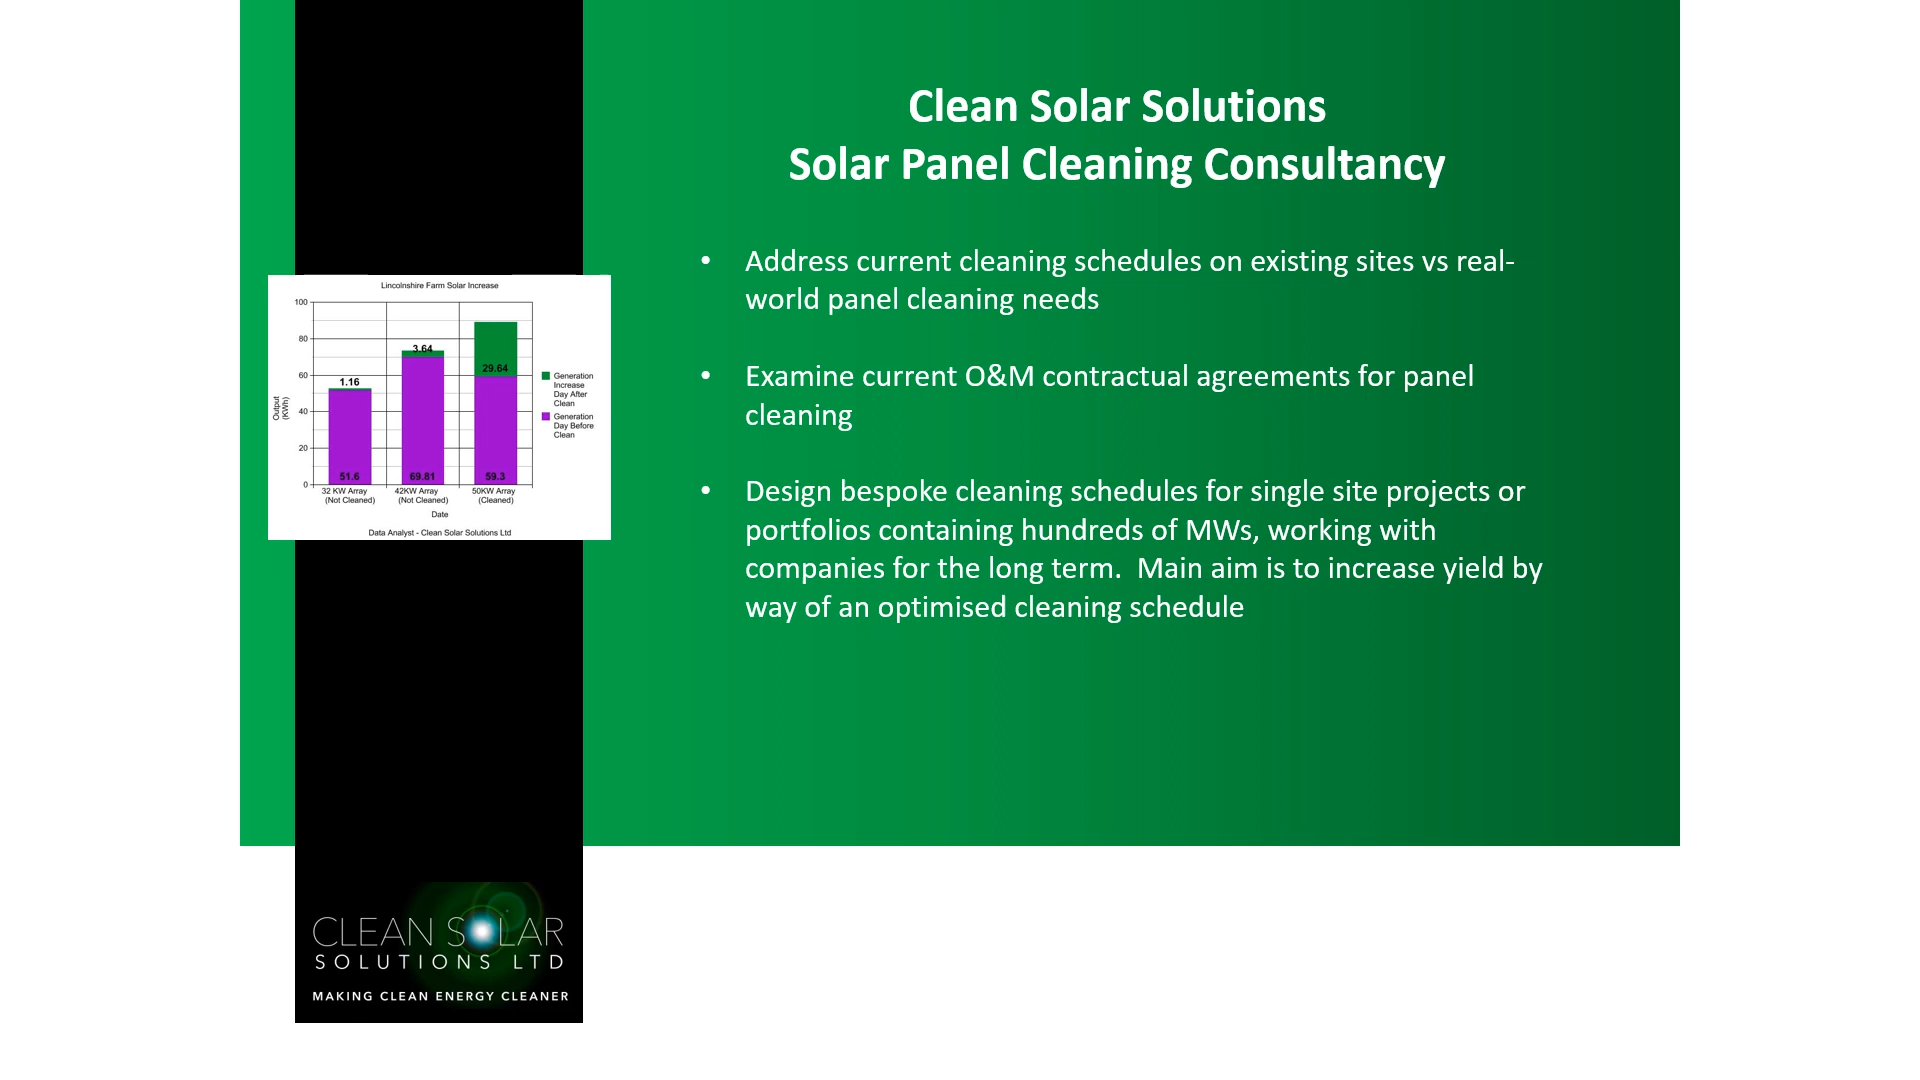 Clean Solar Solutions
Solar Panel Cleaning Consultancy
• Address current cleaning schedules on existing sites vs real-
world panel cleaning needs
• Examine current O&M contractual agreements for panel
cleaning
• Design bespoke cleaning schedules for single site projects or
portfolios containing hundreds of MWs, working with
companies for the long term.  Main aim is to increase yield by
way of an optimised cleaning schedule
Lincolnshire Farm Solar Increase
Output
(KWh)
100
80
60
40
20
0
1.16
3.64
29.64
51.6
69.81
59.3
32 KW Array
(Not Cleaned)
42KW Array
(Not Cleaned)
50KW Array
(Cleaned)
Date
Generation
Increase
Day After
Clean
Generation
Day Before
Clean
Data Analyst - Clean Solar Solutions Ltd
CLEAN SOLAR
SOLUTIONS LTD
MAKING CLEAN ENERGY CLEANER